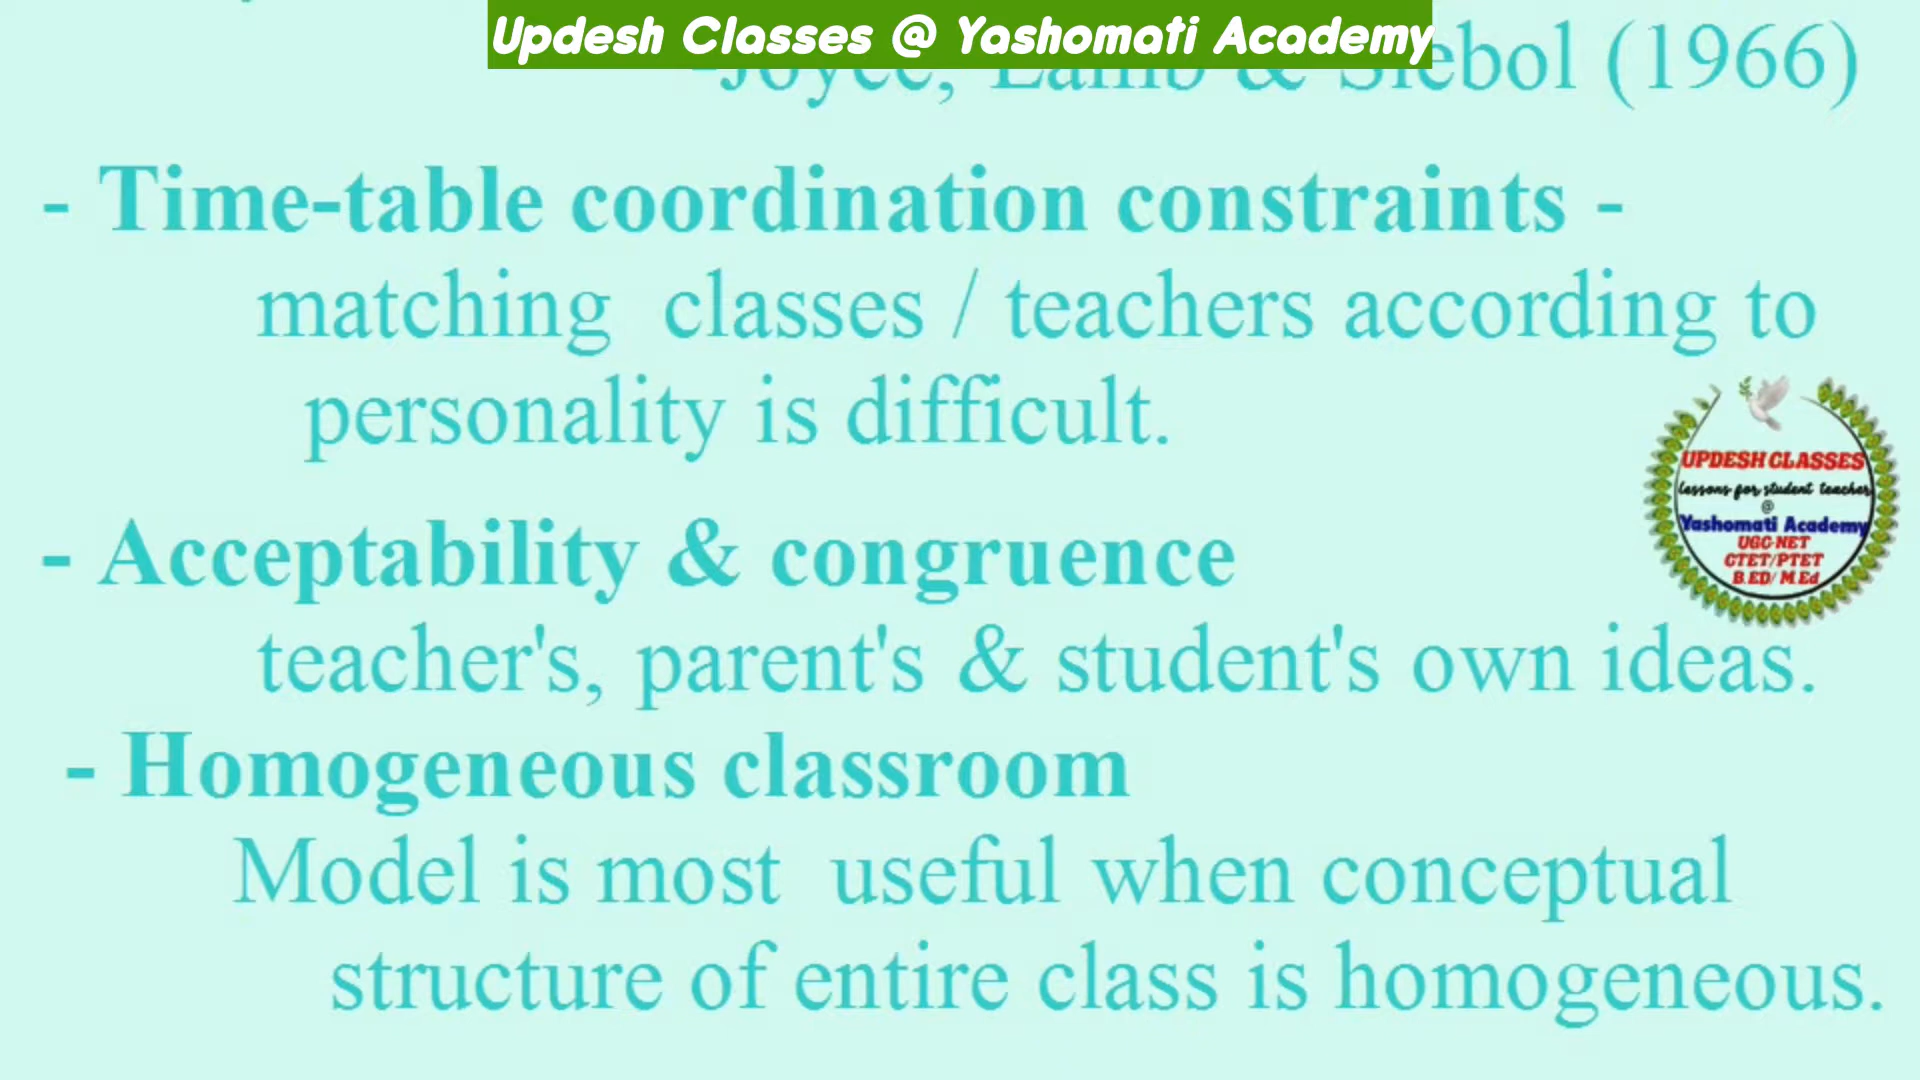 Updesh Classes @ Yashomati Academy
-Joyce, Lamb & Siebol (1966)
- Time-table coordination constraints -
matching classes / teachers according to
personality is difficult.
- Acceptability & congruence
teacher's, parent's & student's own ideas.
- Homogeneous classroom
Model is most useful when conceptual
structure of entire class is homogeneous.
UPDESH CLASSES
lessons for student teacher
@
Yashomati Academy
UGC-NET
CTET/PTET
B.ED/ M.Ed